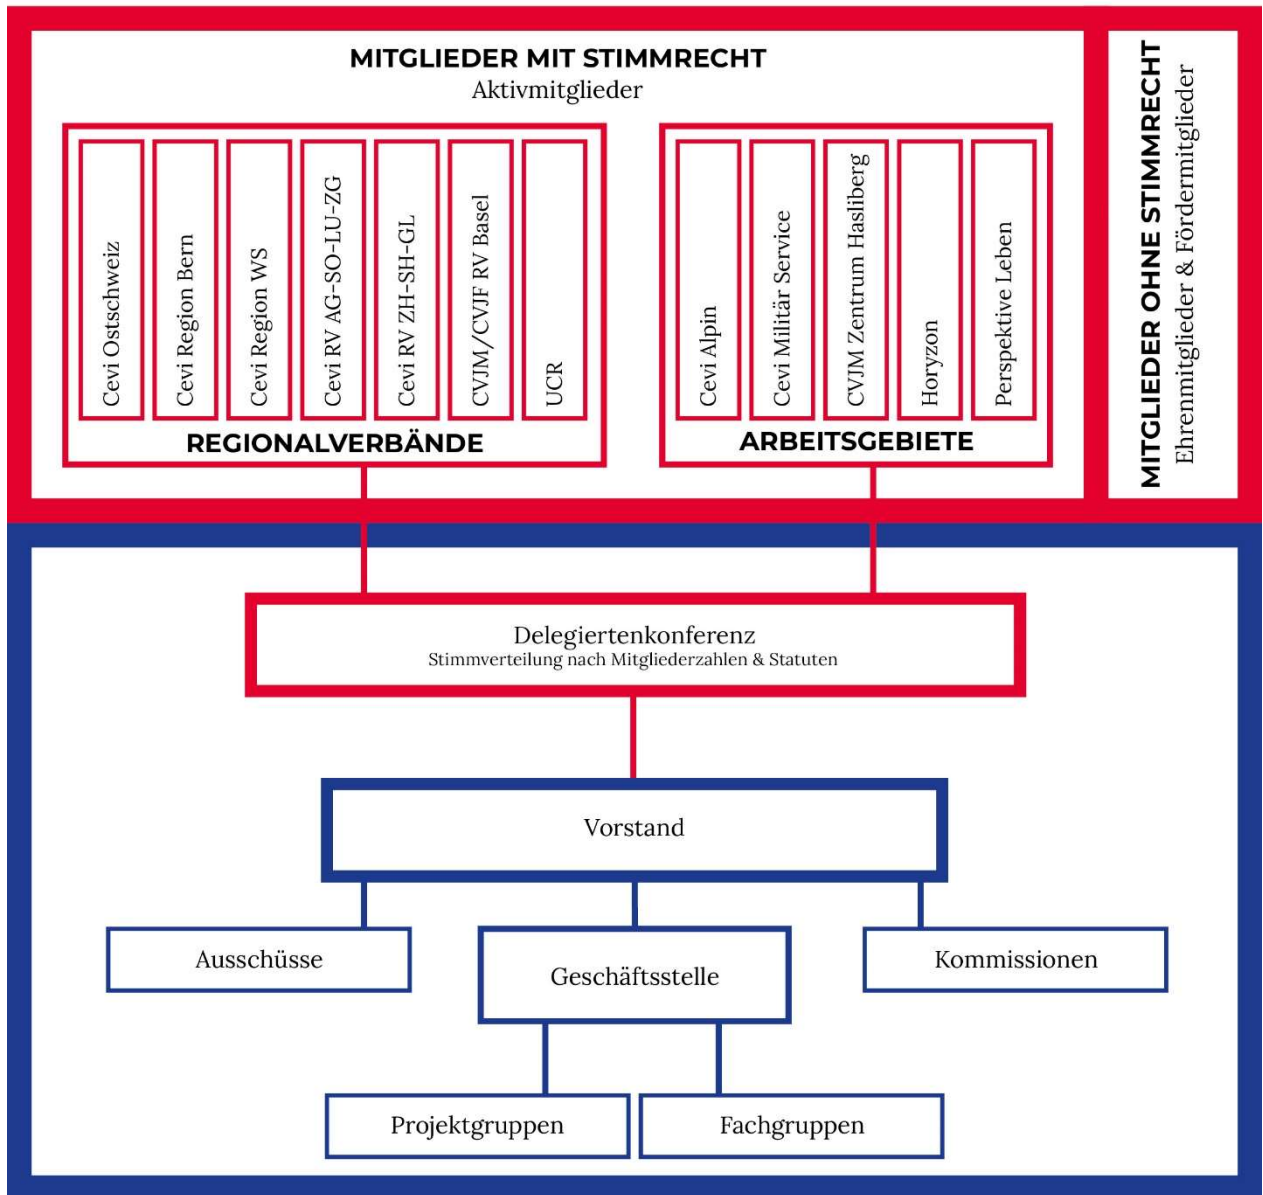 MITGLIEDER MIT STIMMRECHT
Aktivmitglieder
Cevi Ostschweiz
Cevi Region Bern
Cevi Region WS
Cevi RV AG-SO-LU-ZG
Cevi RV ZH-SH-GL
CVJM/CVJF RV Basel
UCR
REGIONALVERBÄNDE
Cevi Alpin
Cevi Militär Service
CVJM Zentrum Hasliberg
Horyzon
Perspektive Leben
ARBEITSGEBIETE
MITGLIEDER OHNE STIMMRECHT
Ehrenmitglieder & Fördermitglieder
Delegiertenkonferenz
Stimmverteilung nach Mitgliederzahlen & Statuten
Vorstand
Ausschüsse
Geschäftsstelle
Kommissionen
Projektgruppen
Fachgruppen